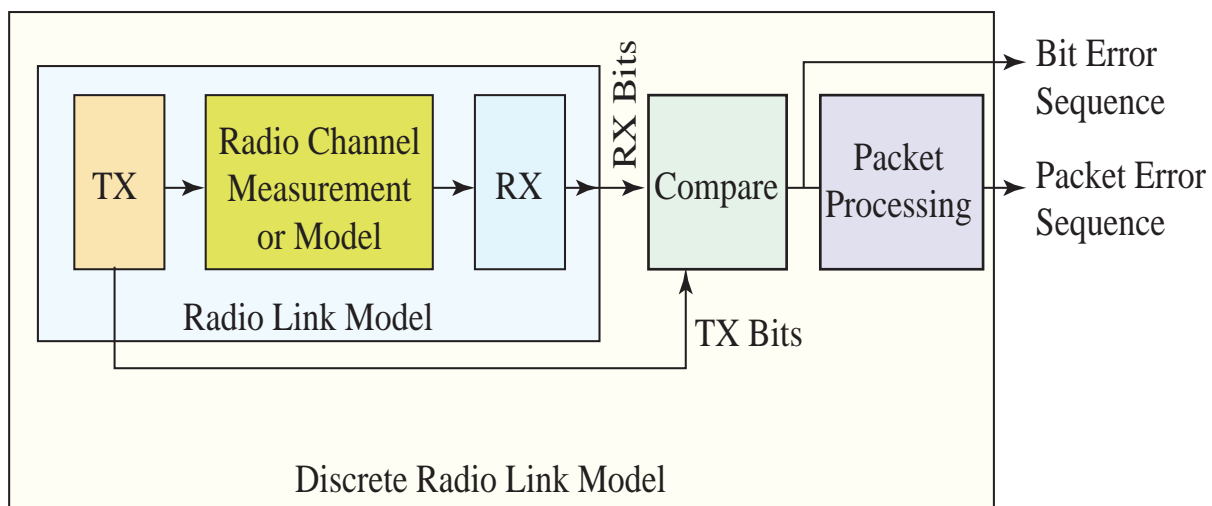 TX
Radio Channel
Measurement
or Model
RX
RX Bits
Compare
Packet
Processing
Bit Error
Sequence
Packet Error
Sequence
Radio Link Model
TX Bits
Discrete Radio Link Model